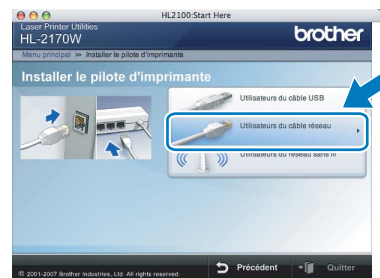 HL2100:Start Here
Laser Printer Utilities
HL-2170W
brother
Menu principal >> Installer le pilote d'imprimante
Installer le pilote d'imprimante
Utilisateurs du câble USB
Utilisateurs du câble réseau
Utilisateurs du réseau sans fil
Précédent
Quitter
© 2001-2007 Brother Industries, Ltd. All rights reserved